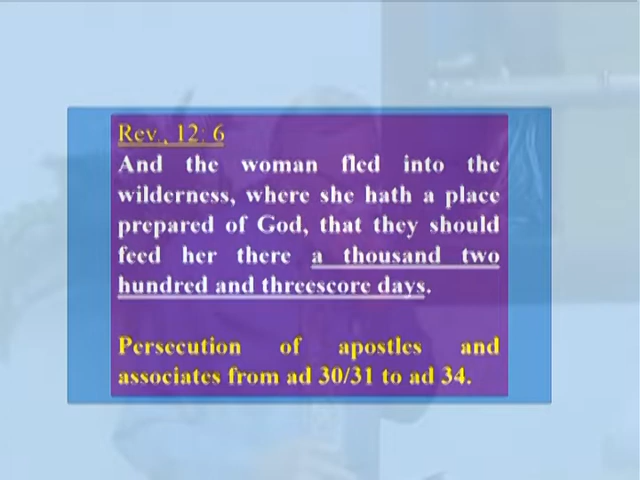 Rev., 12: 6
And the woman fled into the
wilderness, where she hath a place
prepared of God, that they should
feed her there a thousand two
hundred and threescore days.
Persecution of apostles and
associates from ad 30/31 to ad 34.